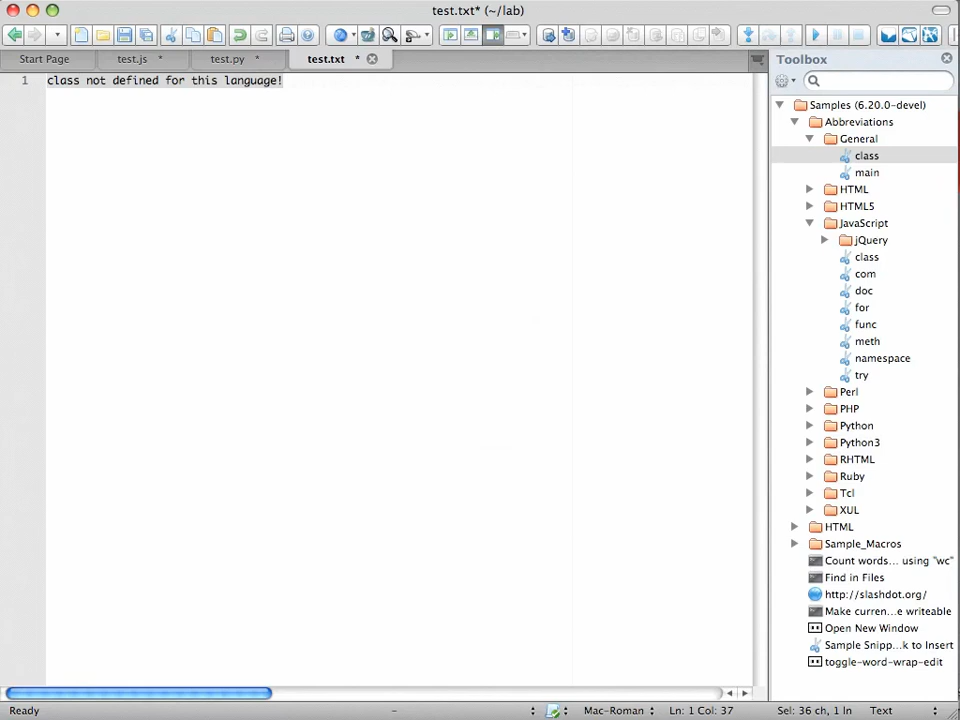 test.txt* (~/lab)
Start Page
test.js *
test.py *
test.txt *
Toolbox
1
class not defined for this language!
Samples (6.20.0-devel)
Abbreviations
General
class
main
HTML
HTML5
JavaScript
jQuery
class
com
doc
for
func
meth
namespace
try
Perl
PHP
Python
Python3
RHTML
Ruby
Tcl
XUL
HTML
Sample_Macros
Count words... using "wc"
Find in Files
http://slashdot.org/
Make curren...e writeable
Open New Window
Sample Snipp...k to Insert
toggle-word-wrap-edit
Ready
Mac-Roman
Ln: 1 Col: 37
Sel: 36 ch, 1 ln
Text